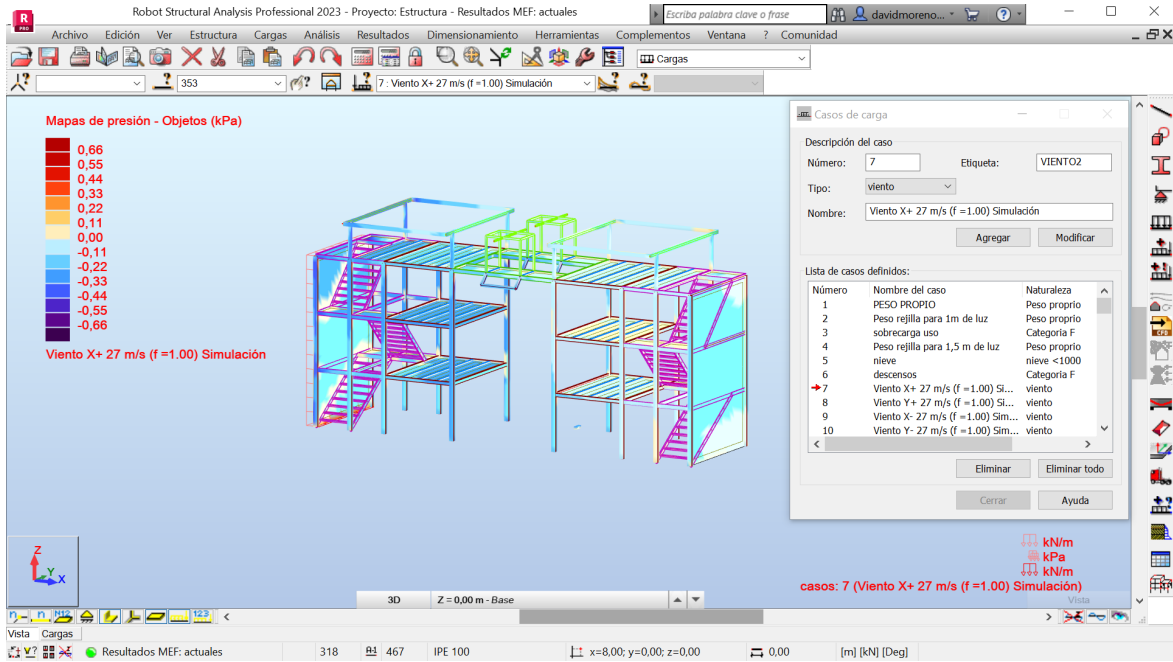 R
PRO
Robot Structural Analysis Professional 2023 - Proyecto: Estructura - Resultados MEF: actuales
Escriba palabra clave o frase
davidmoreno...
Archivo Edición Ver Estructura Cargas Análisis Resultados Dimensionamiento Herramientas Complementos Ventana ? Comunidad
Cargas
353
7 : Viento X+ 27 m/s (f =1.00) Simulación
Mapas de presión - Objetos (kPa)
0,66
0,55
0,44
0,33
0,22
0,11
0,00
-0,11
-0,22
-0,33
-0,44
-0,55
-0,66
Viento X+ 27 m/s (f =1.00) Simulación
Casos de carga
Descripción del caso
Número: 7 Etiqueta: VIENTO2
Tipo: viento
Nombre: Viento X+ 27 m/s (f =1.00) Simulación
Agregar Modificar
Lista de casos definidos:
Número Nombre del caso Naturaleza
1 PESO PROPIO Peso propio
2 Peso rejilla para 1m de luz Peso propio
3 sobrecarga uso Categoria F
4 Peso rejilla para 1,5 m de luz Peso propio
5 nieve nieve <1000
6 descensos Categoria F
7 Viento X+ 27 m/s (f =1.00) Si... viento
8 Viento Y+ 27 m/s (f =1.00) Si... viento
9 Viento X- 27 m/s (f =1.00) Sim... viento
10 Viento Y- 27 m/s (f =1.00) Sim... viento
Eliminar Eliminar todo
Cerrar Ayuda
kN/m
kPa
kN/m
casos: 7 (Viento X+ 27 m/s (f =1.00) Simulación)
Z
Y
X
3D Z = 0,00 m - Base
Vista
Vista Cargas
Resultados MEF: actuales 318 467 IPE 100 x=8,00; y=0,00; z=0,00 0,00 [m] [kN] [Deg]